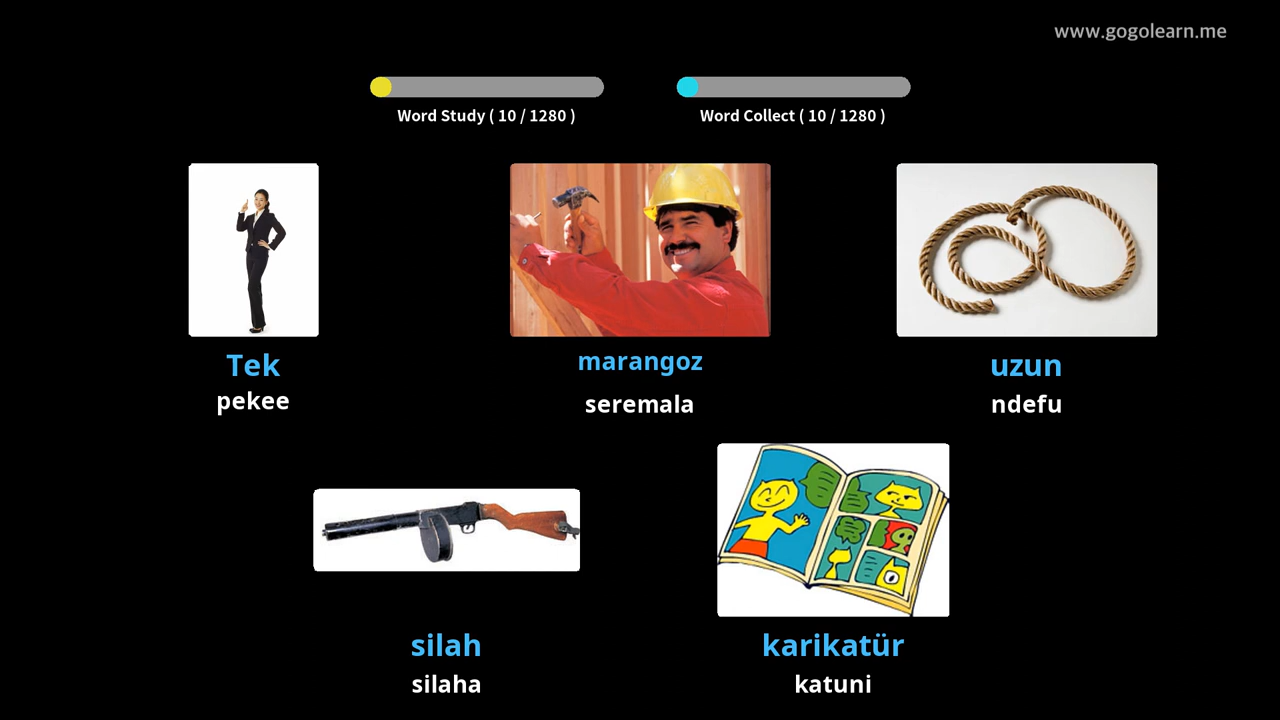 www.gogolearn.me
Word Study ( 10 / 1280 )
Word Collect ( 10 / 1280 )
Tek
pekee
marangoz
seremala
uzun
ndefu
silah
silaha
karikatür
katuni